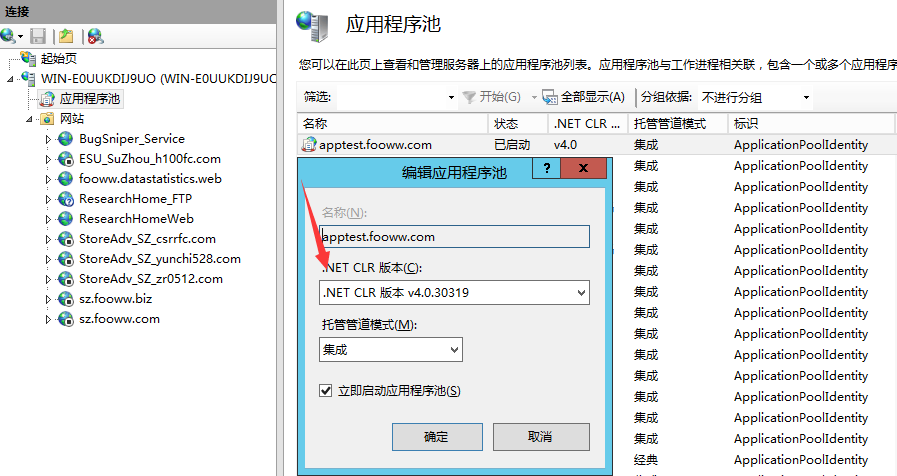 连接
起始页
WIN-E0UUKDIJ9UO (WIN-E0UUKDIJ9UO
应用程序池
网站
BugSniper_Service
ESU_SuZhou_h100fc.com
fooww.datastatistics.web
ResearchHome_FTP
ResearchHomeWeb
StoreAdv_SZ_csrrfc.com
StoreAdv_SZ_yunchi528.com
StoreAdv_SZ_zr0512.com
sz.fooww.biz
sz.fooww.com
应用程序池
您可以在此页上查看和管理服务器上的应用程序池列表。应用程序池与工作进程相关联，包含一个或多个应用程序
筛选: 开始(G) 全部显示(A) 分组依据: 不进行分组
名称 状态 .NET CLR ... 托管管道模式 标识
apptest.fooww.com 已启动 v4.0 集成 ApplicationPoolIdentity
集成 ApplicationPoolIdentity
集成 ApplicationPoolIdentity
集成 ApplicationPoolIdentity
集成 ApplicationPoolIdentity
集成 ApplicationPoolIdentity
集成 ApplicationPoolIdentity
集成 ApplicationPoolIdentity
集成 ApplicationPoolIdentity
集成 ApplicationPoolIdentity
集成 ApplicationPoolIdentity
集成 ApplicationPoolIdentity
集成 ApplicationPoolIdentity
集成 ApplicationPoolIdentity
集成 ApplicationPoolIdentity
经典 ApplicationPoolIdentity
编辑应用程序池 ? x
名称(N):
apptest.fooww.com
.NET CLR 版本(C):
.NET CLR 版本 v4.0.30319
托管管道模式(M):
集成
立即启动应用程序池(S)
确定 取消